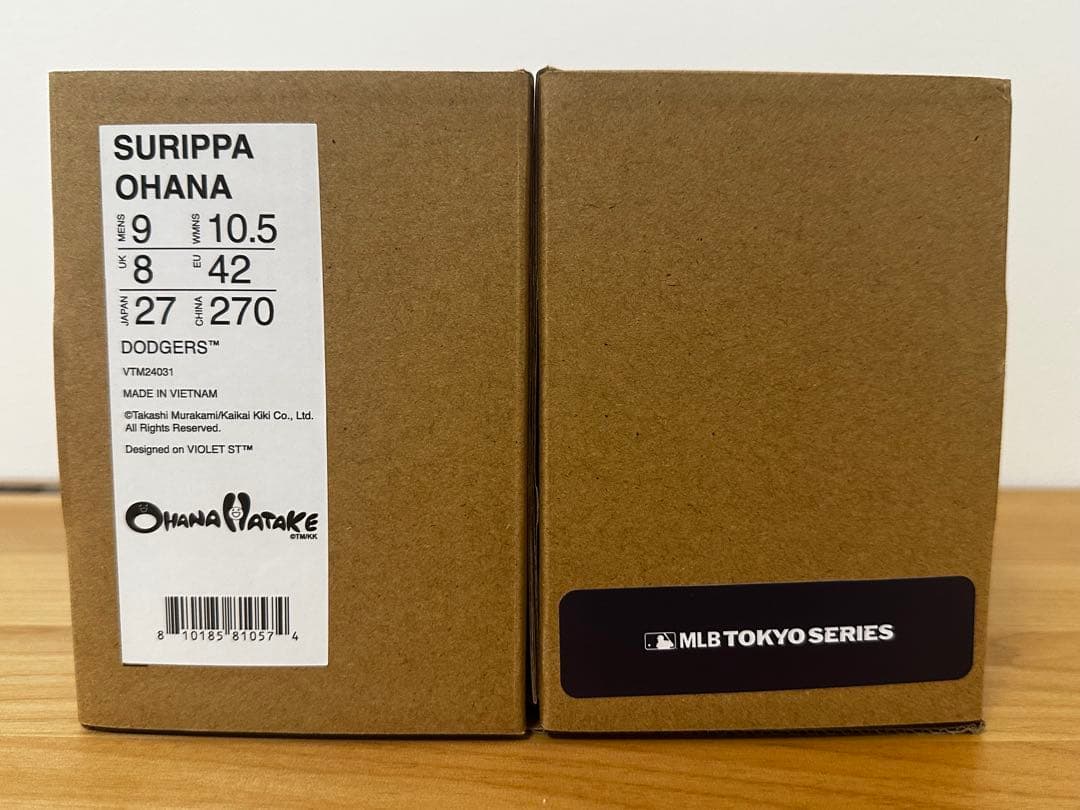 SURIPPA
OHANA
MENS 9 WMNS 10.5
UK 8 EU 42
JAPAN 27 CHINA 270
DODGERS™
VTM24031
MADE IN VIETNAM
©Takashi Murakami/Kaikai Kiki Co., Ltd.
All Rights Reserved.
Designed on VIOLET ST™
OHANA HATAKE
©TM/KK
8 10185 81057 4
MLB TOKYO SERIES